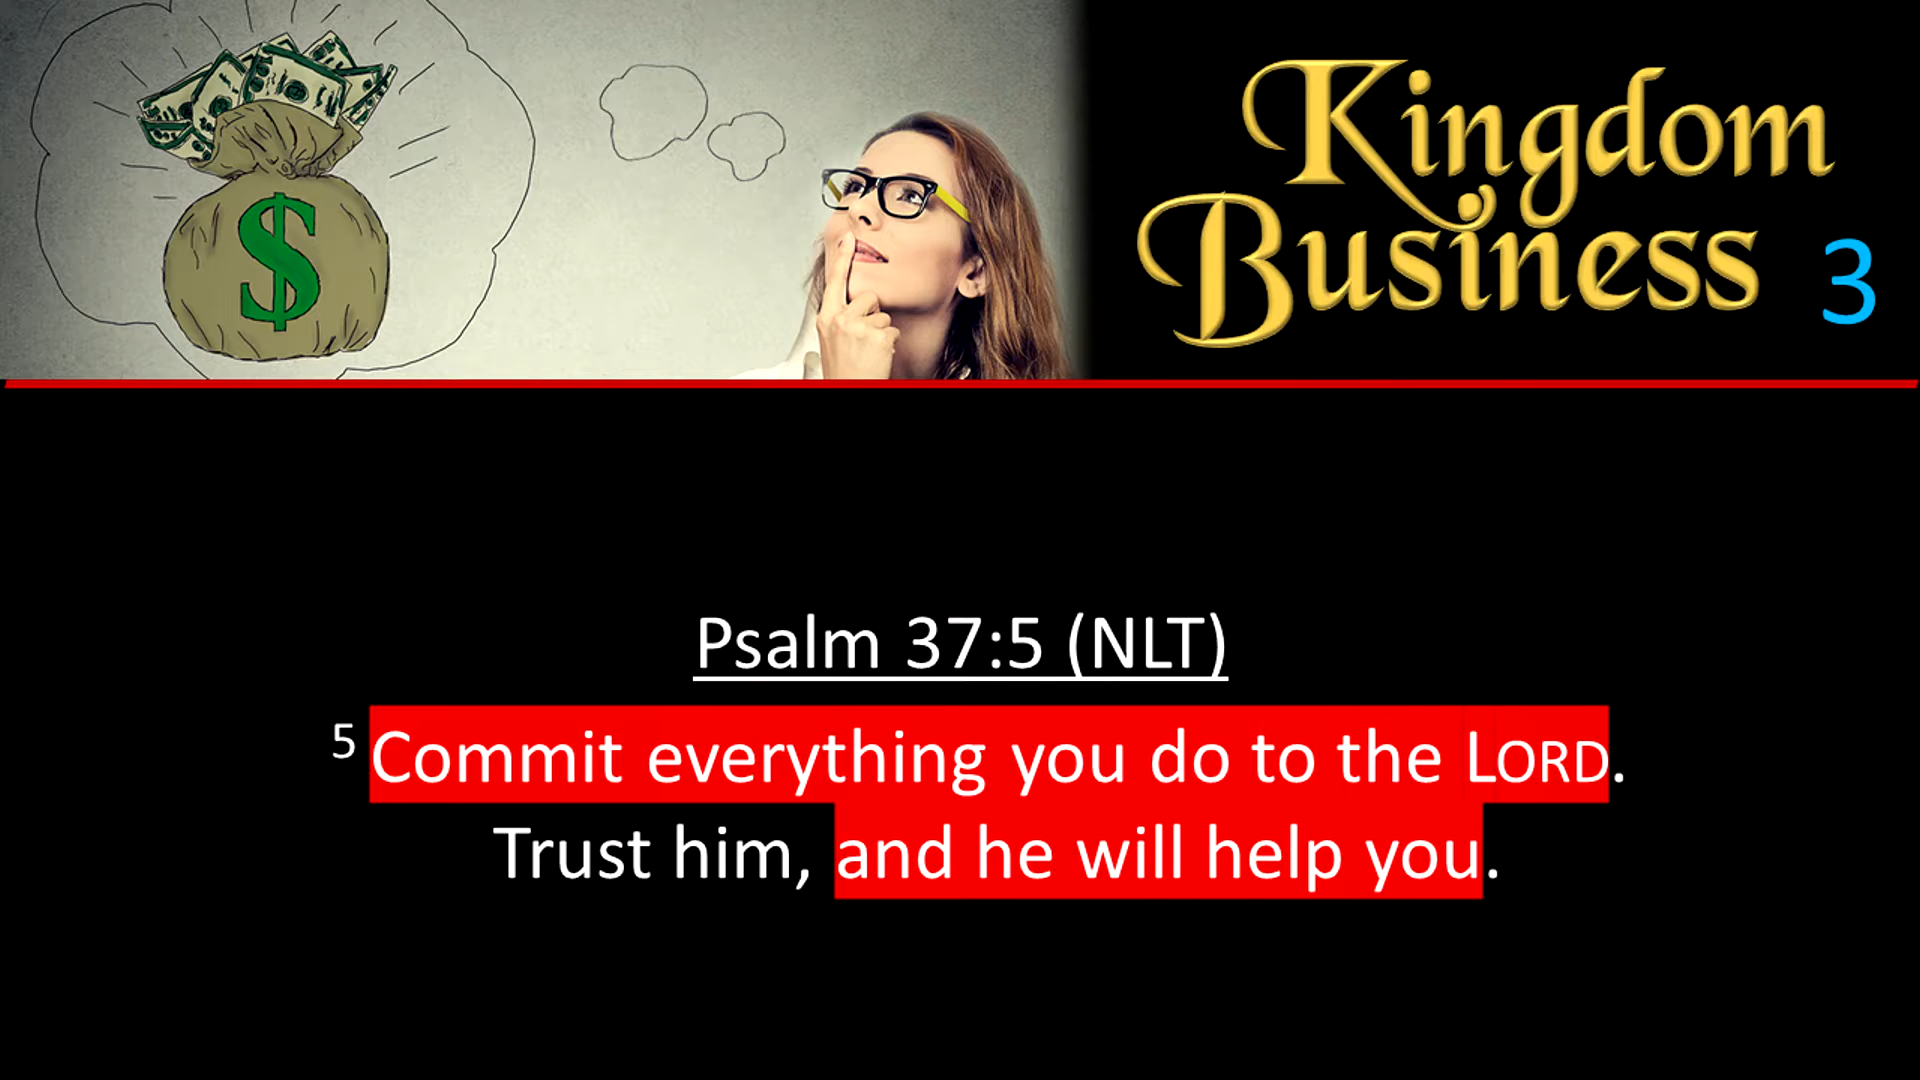 $
Kingdom
Business 3
Psalm 37:5 (NLT)
5 Commit everything you do to the LORD.
Trust him, and he will help you.